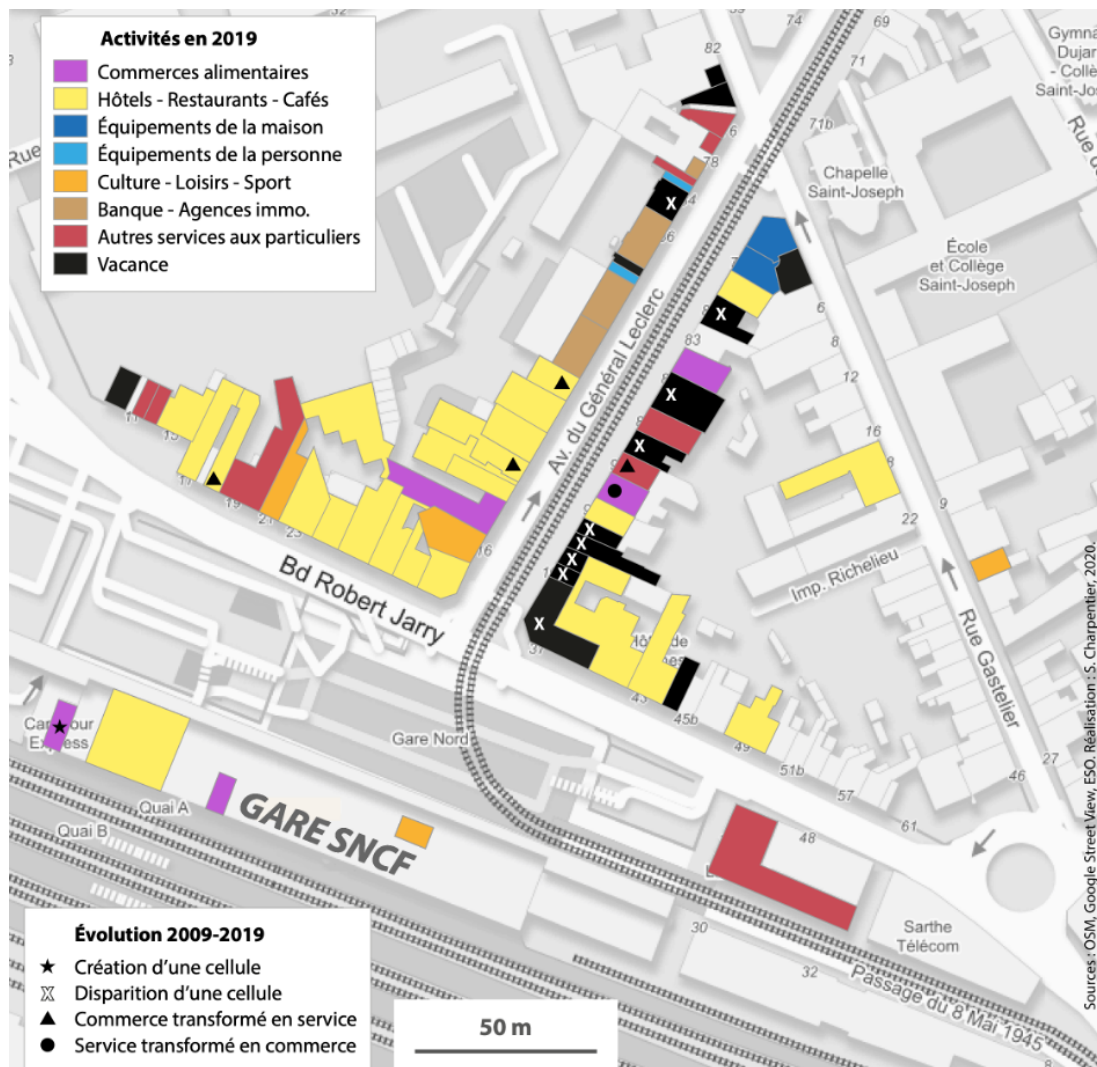 Activités en 2019
Commerces alimentaires
Hôtels - Restaurants - Cafés
Équipements de la maison
Équipements de la personne
Culture - Loisirs - Sport
Banque - Agences immo.
Autres services aux particuliers
Vacance
82
74
69
71
71b
78
Chapelle
Saint-Joseph
École
et Collège
Saint-Joseph
6
83
8
12
16
22
9
Av. du Général Leclerc
Bd Robert Jarry
Imp. Richelieu
Rue Gastelier
15
17
19
21
23
16
37
43
45b
49
51b
57
61
46
27
48
30
32
Gare Nord
Express
Quai A
Quai B
GARE SNCF
Sarthe
Télécom
Passage du 8 Mai 1945
Évolution 2009-2019
Création d'une cellule
Disparition d'une cellule
Commerce transformé en service
Service transformé en commerce
50 m
Sources : OSM, Google Street View, ESO. Réalisation : S. Charpentier, 2020.